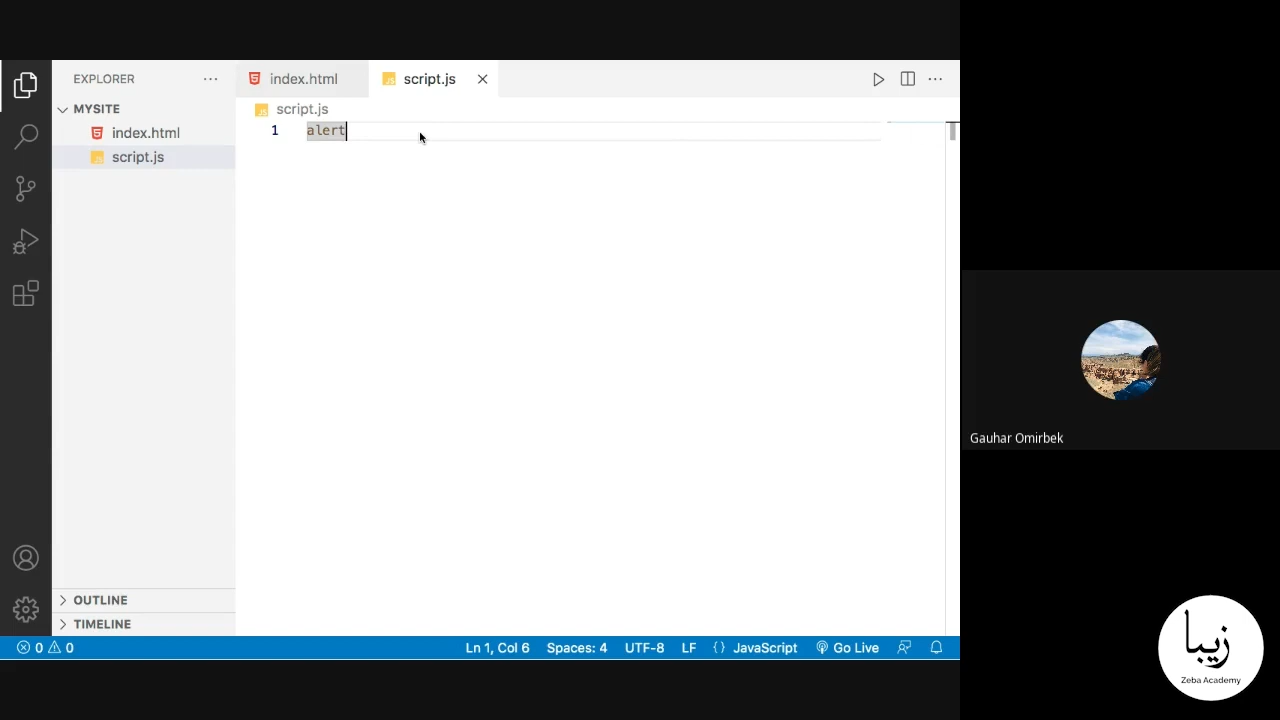 EXPLORER
index.html
script.js
MYSITE
script.js
index.html
1 alert
script.js
Gauhar Omirbek
OUTLINE
TIMELINE
0 0
Ln 1, Col 6
Spaces: 4
UTF-8
LF
{} JavaScript
Go Live
زیبا
Zeba Academy